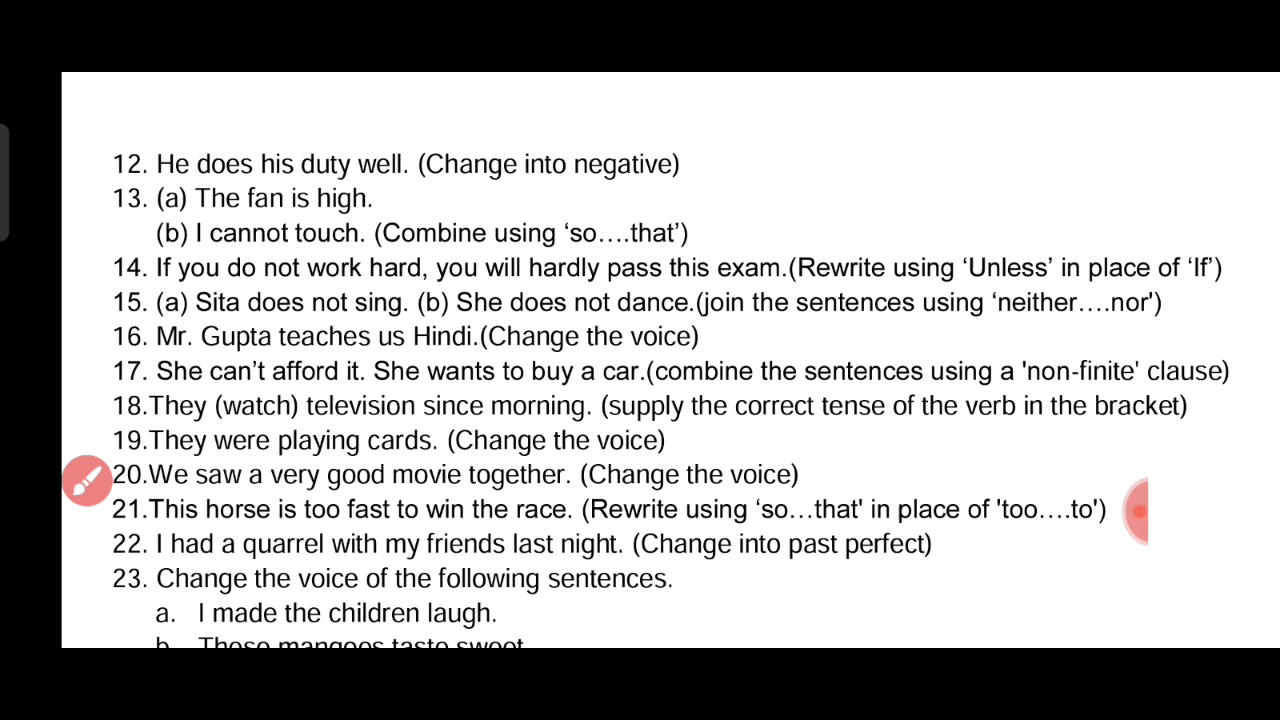 12. He does his duty well. (Change into negative)
13. (a) The fan is high.
(b) I cannot touch. (Combine using ‘so….that’)
14. If you do not work hard, you will hardly pass this exam.(Rewrite using ‘Unless’ in place of ‘If’)
15. (a) Sita does not sing. (b) She does not dance.(join the sentences using ‘neither….nor')
16. Mr. Gupta teaches us Hindi.(Change the voice)
17. She can’t afford it. She wants to buy a car.(combine the sentences using a 'non-finite' clause)
18.They (watch) television since morning. (supply the correct tense of the verb in the bracket)
19.They were playing cards. (Change the voice)
20.We saw a very good movie together. (Change the voice)
21.This horse is too fast to win the race. (Rewrite using ‘so…that' in place of 'too….to')
22. I had a quarrel with my friends last night. (Change into past perfect)
23. Change the voice of the following sentences.
a. I made the children laugh.
b. Those mangoes taste sweet.